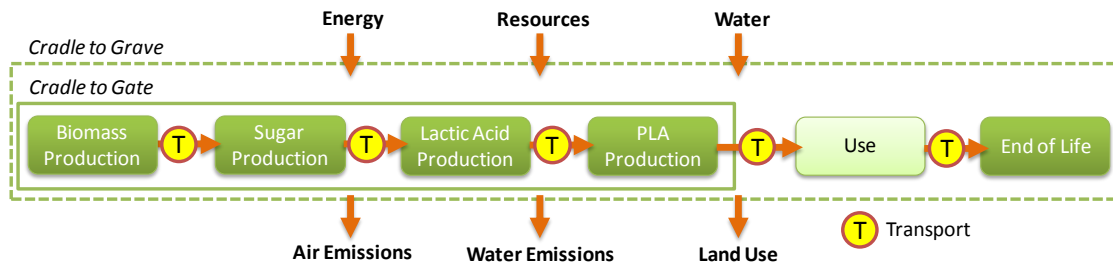 Energy Resources Water
Cradle to Grave
Cradle to Gate
Biomass Production
T
Sugar Production
T
Lactic Acid Production
T
PLA Production
T
Use
T
End of Life
Air Emissions Water Emissions Land Use
T Transport